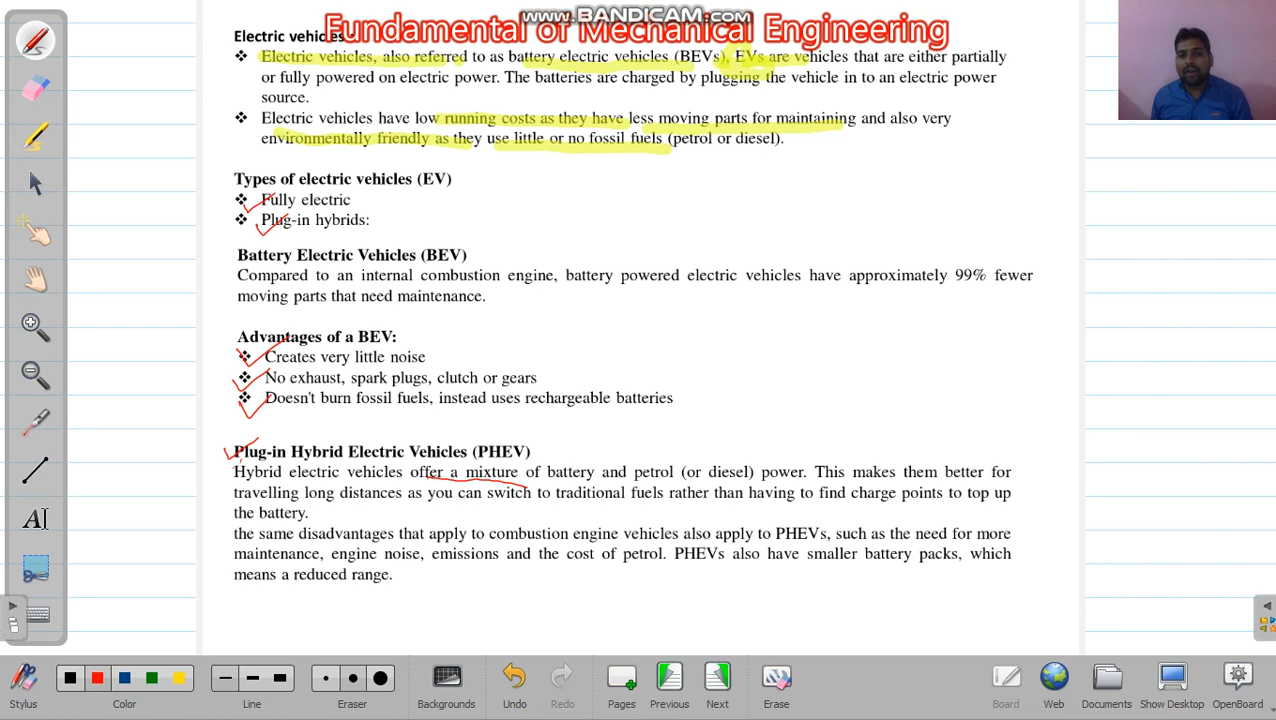 www.BANDICAM.com
Fundamental of Mechanical Engineering
Electric vehicles
❖ Electric vehicles, also referred to as battery electric vehicles (BEVs), EVs are vehicles that are either partially
or fully powered on electric power. The batteries are charged by plugging the vehicle in to an electric power
source.
❖ Electric vehicles have low running costs as they have less moving parts for maintaining and also very
environmentally friendly as they use little or no fossil fuels (petrol or diesel).
Types of electric vehicles (EV)
❖ Fully electric
❖ Plug-in hybrids:
Battery Electric Vehicles (BEV)
Compared to an internal combustion engine, battery powered electric vehicles have approximately 99% fewer
moving parts that need maintenance.
Advantages of a BEV:
❖ Creates very little noise
❖ No exhaust, spark plugs, clutch or gears
❖ Doesn't burn fossil fuels, instead uses rechargeable batteries
Plug-in Hybrid Electric Vehicles (PHEV)
Hybrid electric vehicles offer a mixture of battery and petrol (or diesel) power. This makes them better for
travelling long distances as you can switch to traditional fuels rather than having to find charge points to top up
the battery.
the same disadvantages that apply to combustion engine vehicles also apply to PHEVs, such as the need for more
maintenance, engine noise, emissions and the cost of petrol. PHEVs also have smaller battery packs, which
means a reduced range.
Stylus Color Line Eraser Backgrounds Undo Redo Pages Previous Next Erase Board Web Documents Show Desktop OpenBoard